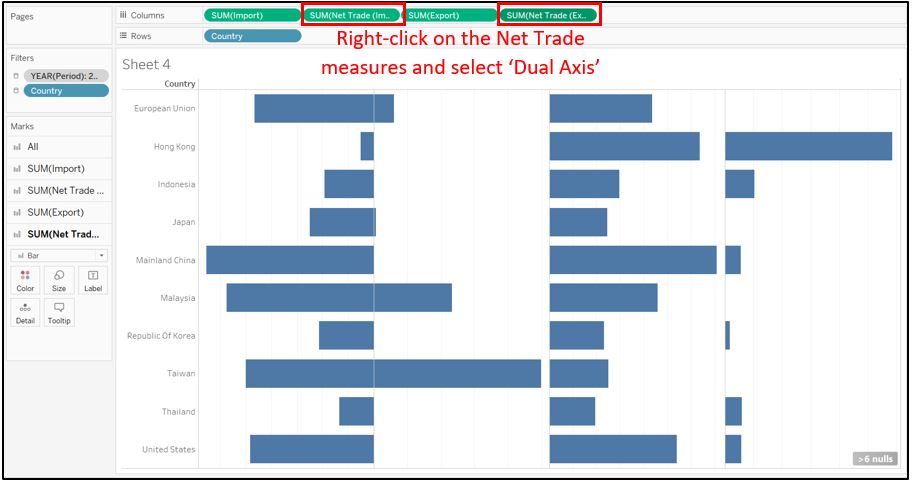 Pages
Columns
SUM(Import)
SUM(Net Trade (Im..
SUM(Export)
SUM(Net Trade (Ex..
Rows
Country
Right-click on the Net Trade
measures and select ‘Dual Axis’
Filters
YEAR(Period): 2..
Country
Marks
All
SUM(Import)
SUM(Net Trade ...
SUM(Export)
SUM(Net Trad...
Bar
Color
Size
Label
Detail
Tooltip
Sheet 4
Country
European Union
Hong Kong
Indonesia
Japan
Mainland China
Malaysia
Republic Of Korea
Taiwan
Thailand
United States
>6 nulls